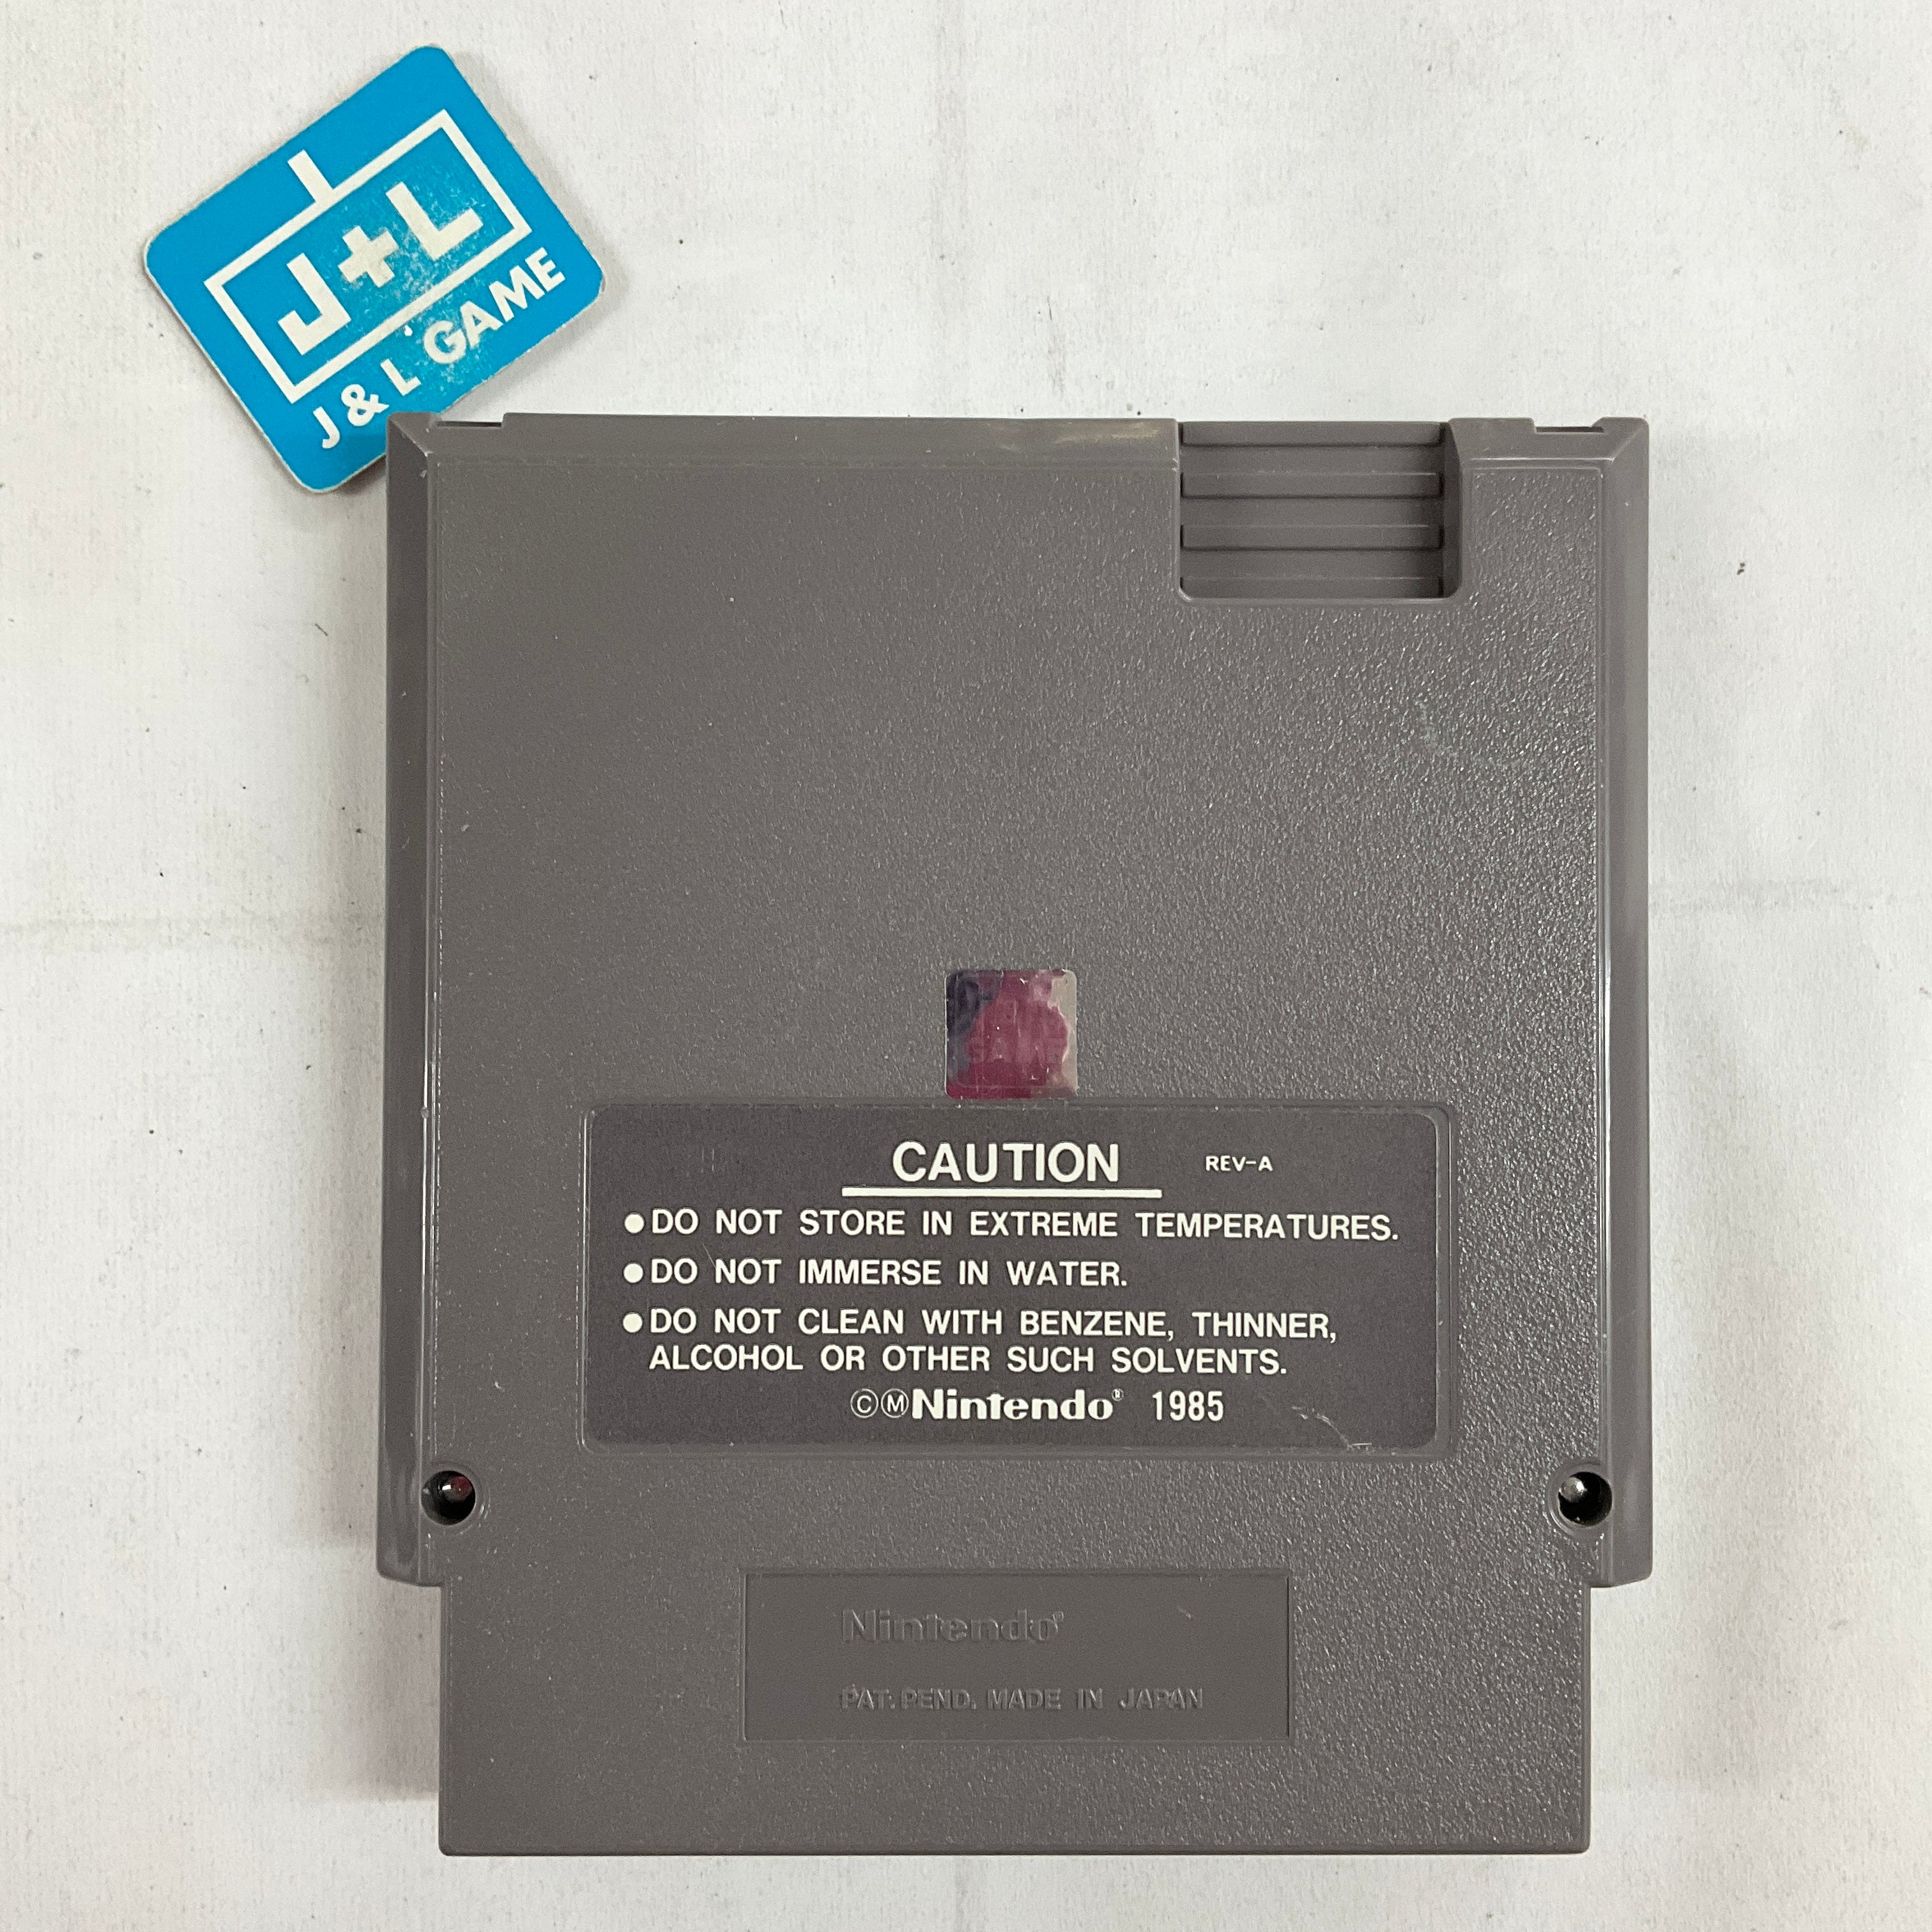 J+L
J & L GAME
GAME
CAUTION REV-A
●DO NOT STORE IN EXTREME TEMPERATURES.
●DO NOT IMMERSE IN WATER.
●DO NOT CLEAN WITH BENZENE, THINNER,
ALCOHOL OR OTHER SUCH SOLVENTS.
©ⓂNintendo® 1985
Nintendo®
PAT. PEND. MADE IN JAPAN